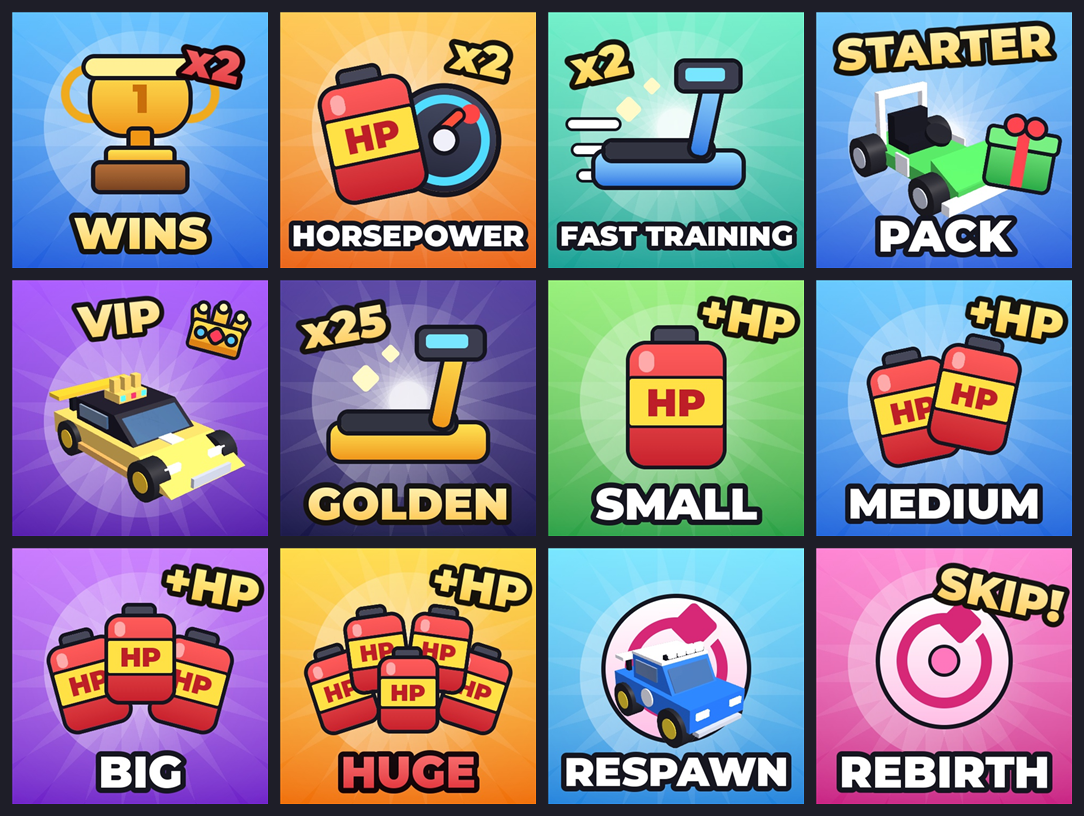 x2
1
WINS
x2
HP
HORSEPOWER
x2
FAST TRAINING
STARTER
PACK
VIP
x25
GOLDEN
+HP
HP
SMALL
+HP
HP
HP
MEDIUM
+HP
HP
HP
HP
BIG
+HP
HP
HP
HP
HP
HP
HUGE
RESPAWN
SKIP!
REBIRTH